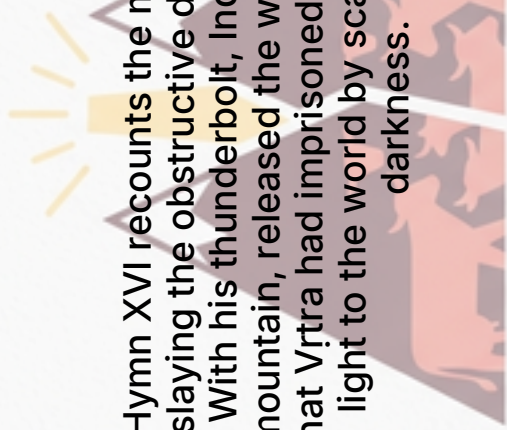 Hymn XVI recounts the
slaying the obstructive
With his thunderbolt,
mountain, released the
Vṛtra had imprisoned
light to the world by
darkness.